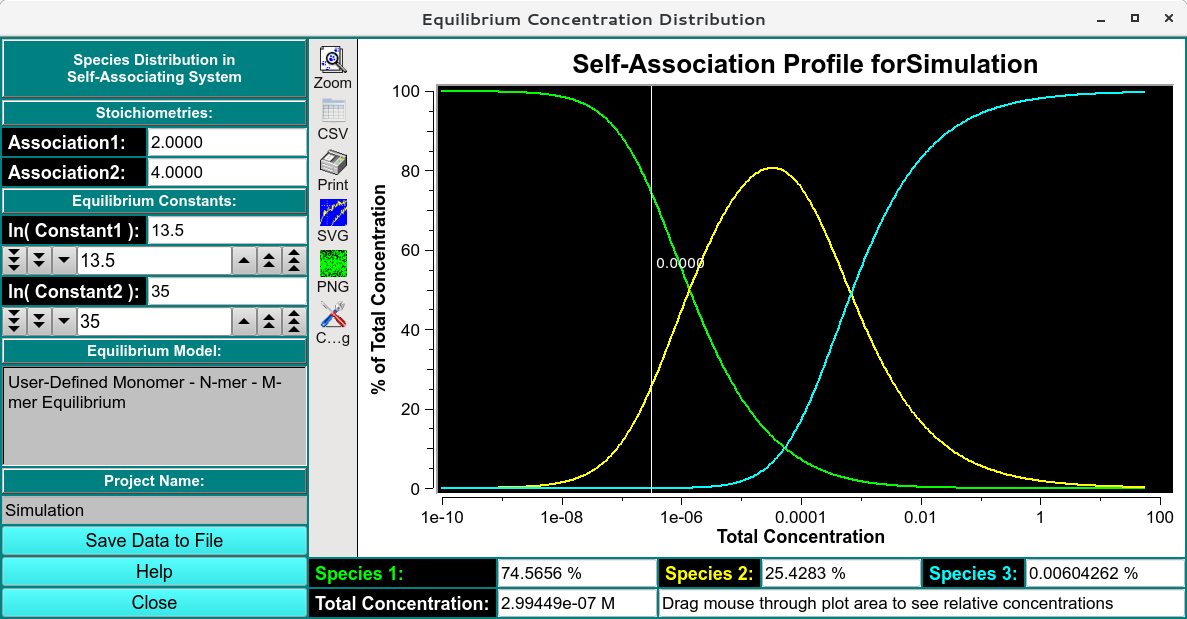 Equilibrium Concentration Distribution
Species Distribution in
Self-Associating System
Stoichiometries:
Association1: 2.0000
Association2: 4.0000
Equilibrium Constants:
ln( Constant1 ): 13.5
13.5
ln( Constant2 ): 35
35
Equilibrium Model:
User-Defined Monomer - N-mer - M-
mer Equilibrium
Project Name:
Simulation
Save Data to File
Help
Close
Zoom
CSV
Print
SVG
PNG
C...g
Self-Association Profile forSimulation
% of Total Concentration
100
80
60
40
20
0
0.0000
1e-10 1e-08 1e-06 0.0001 0.01 1 100
Total Concentration
Species 1: 74.5656 % Species 2: 25.4283 % Species 3: 0.00604262 %
Total Concentration: 2.99449e-07 M Drag mouse through plot area to see relative concentrations